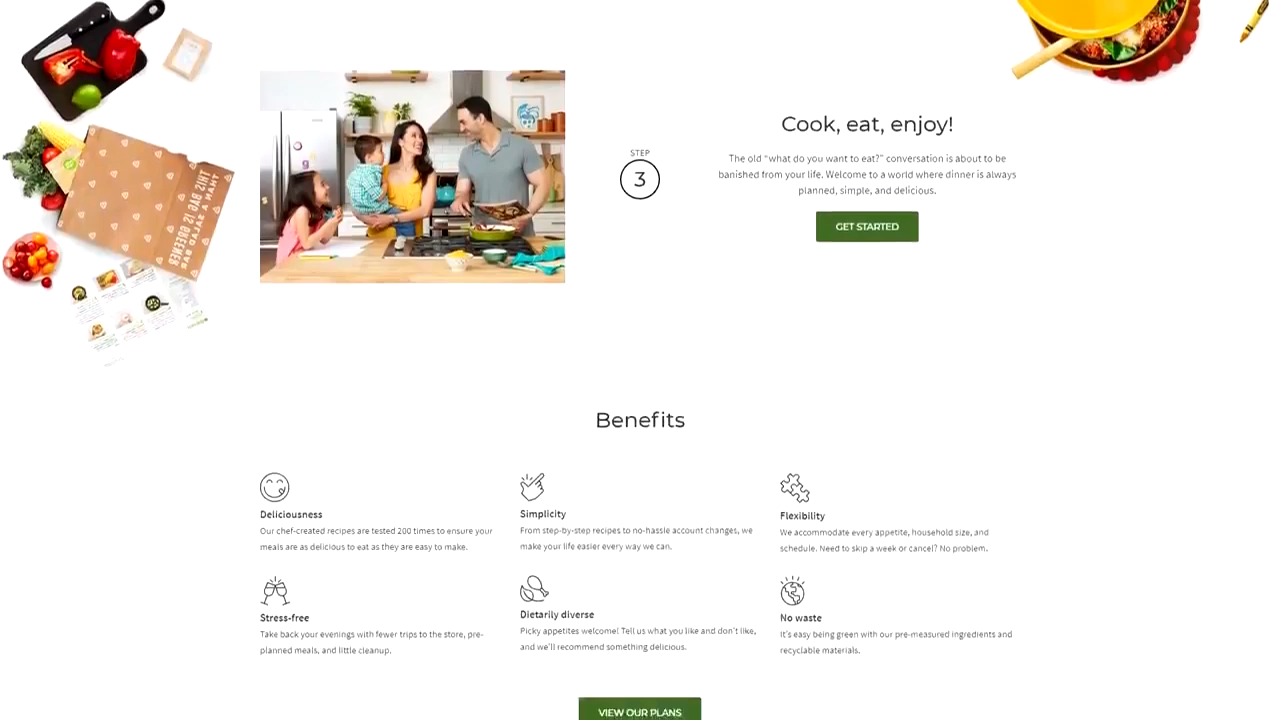 STEP
3
Cook, eat, enjoy!
The old “what do you want to eat?” conversation is about to be
banished from your life. Welcome to a world where dinner is always
planned, simple, and delicious.
GET STARTED
THIS BAG IS GREENER
THAN A SALAD BAR
Benefits
Deliciousness
Our chef-created recipes are tested 200 times to ensure your
meals are as delicious to eat as they are easy to make.
Simplicity
From step-by-step recipes to no-hassle account changes, we
make your life easier every way we can.
Flexibility
We accommodate every appetite, household size, and
schedule. Need to skip a week or cancel? No problem.
Stress-free
Take back your evenings with fewer trips to the store, pre-
planned meals, and little cleanup.
Dietarily diverse
Picky appetites welcome! Tell us what you like and don't like,
and we'll recommend something delicious.
No waste
It's easy being green with our pre-measured ingredients and
recyclable materials.
VIEW OUR PLANS